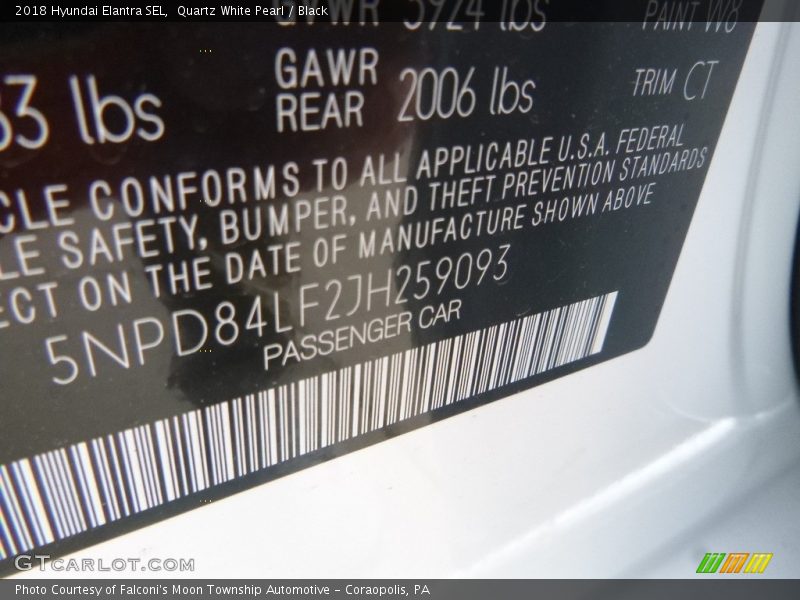 2018 Hyundai Elantra SEL, Quartz White Pearl / Black
GVWR 3924 lbs PAINT W8
33 lbs GAWR REAR 2006 lbs TRIM CT
CLE CONFORMS TO ALL APPLICABLE U.S.A. FEDERAL
LE SAFETY, BUMPER, AND THEFT PREVENTION STANDARDS
ECT ON THE DATE OF MANUFACTURE SHOWN ABOVE
5NPD84LF2JH259093
PASSENGER CAR
GTCARLOT.COM
Photo Courtesy of Falconi's Moon Township Automotive - Coraopolis, PA